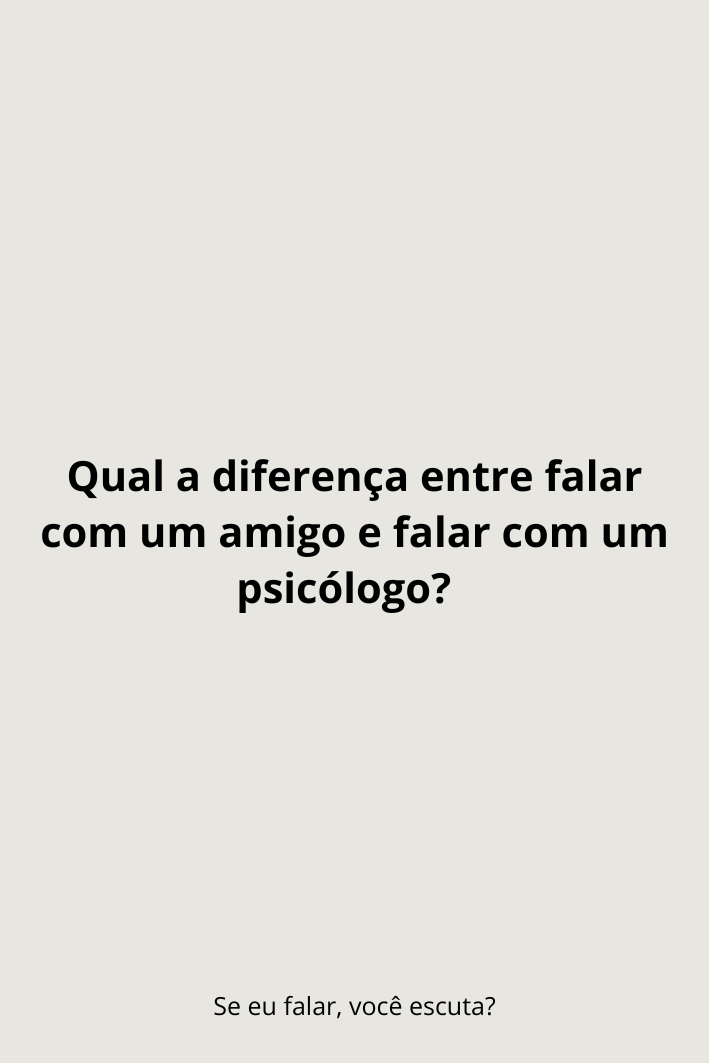 Qual a diferença entre falar
com um amigo e falar com um
psicólogo?
Se eu falar, você escuta?